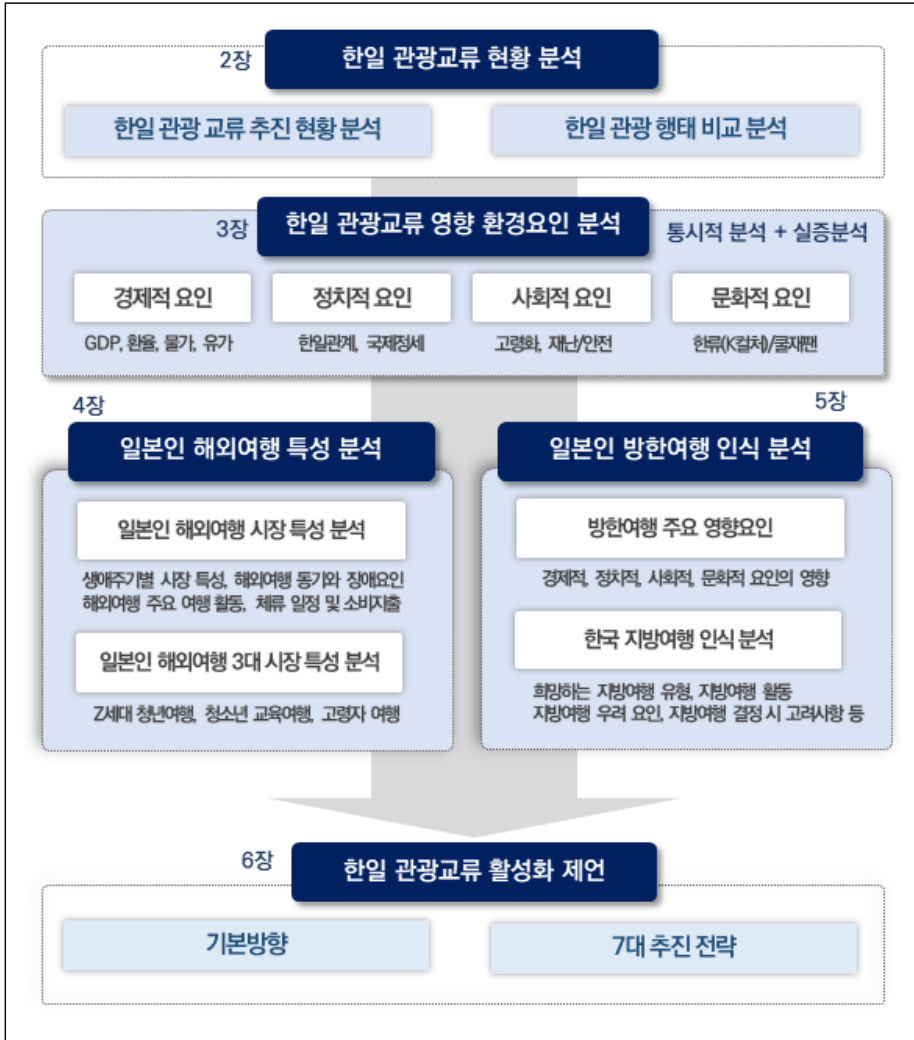 2장
한일 관광교류 현황 분석
한일 관광 교류 추진 현황 분석
한일 관광 행태 비교 분석
3장
한일 관광교류 영향 환경요인 분석
통시적 분석 + 실증분석
경제적 요인
정치적 요인
사회적 요인
문화적 요인
GDP, 환율, 물가, 유가
한일관계, 국제정세
고령화, 재난/안전
한류(K컬처)/쿨재팬
4장
일본인 해외여행 특성 분석
일본인 해외여행 시장 특성 분석
생애주기별 시장 특성, 해외여행 동기와 장애요인
해외여행 주요 여행 활동, 체류 일정 및 소비지출
일본인 해외여행 3대 시장 특성 분석
Z세대 청년여행, 청소년 교육여행, 고령자 여행
5장
일본인 방한여행 인식 분석
방한여행 주요 영향요인
경제적, 정치적, 사회적, 문화적 요인의 영향
한국 지방여행 인식 분석
희망하는 지방여행 유형, 지방여행 활동
지방여행 우려 요인, 지방여행 결정 시 고려사항 등
6장
한일 관광교류 활성화 제언
기본방향
7대 추진 전략